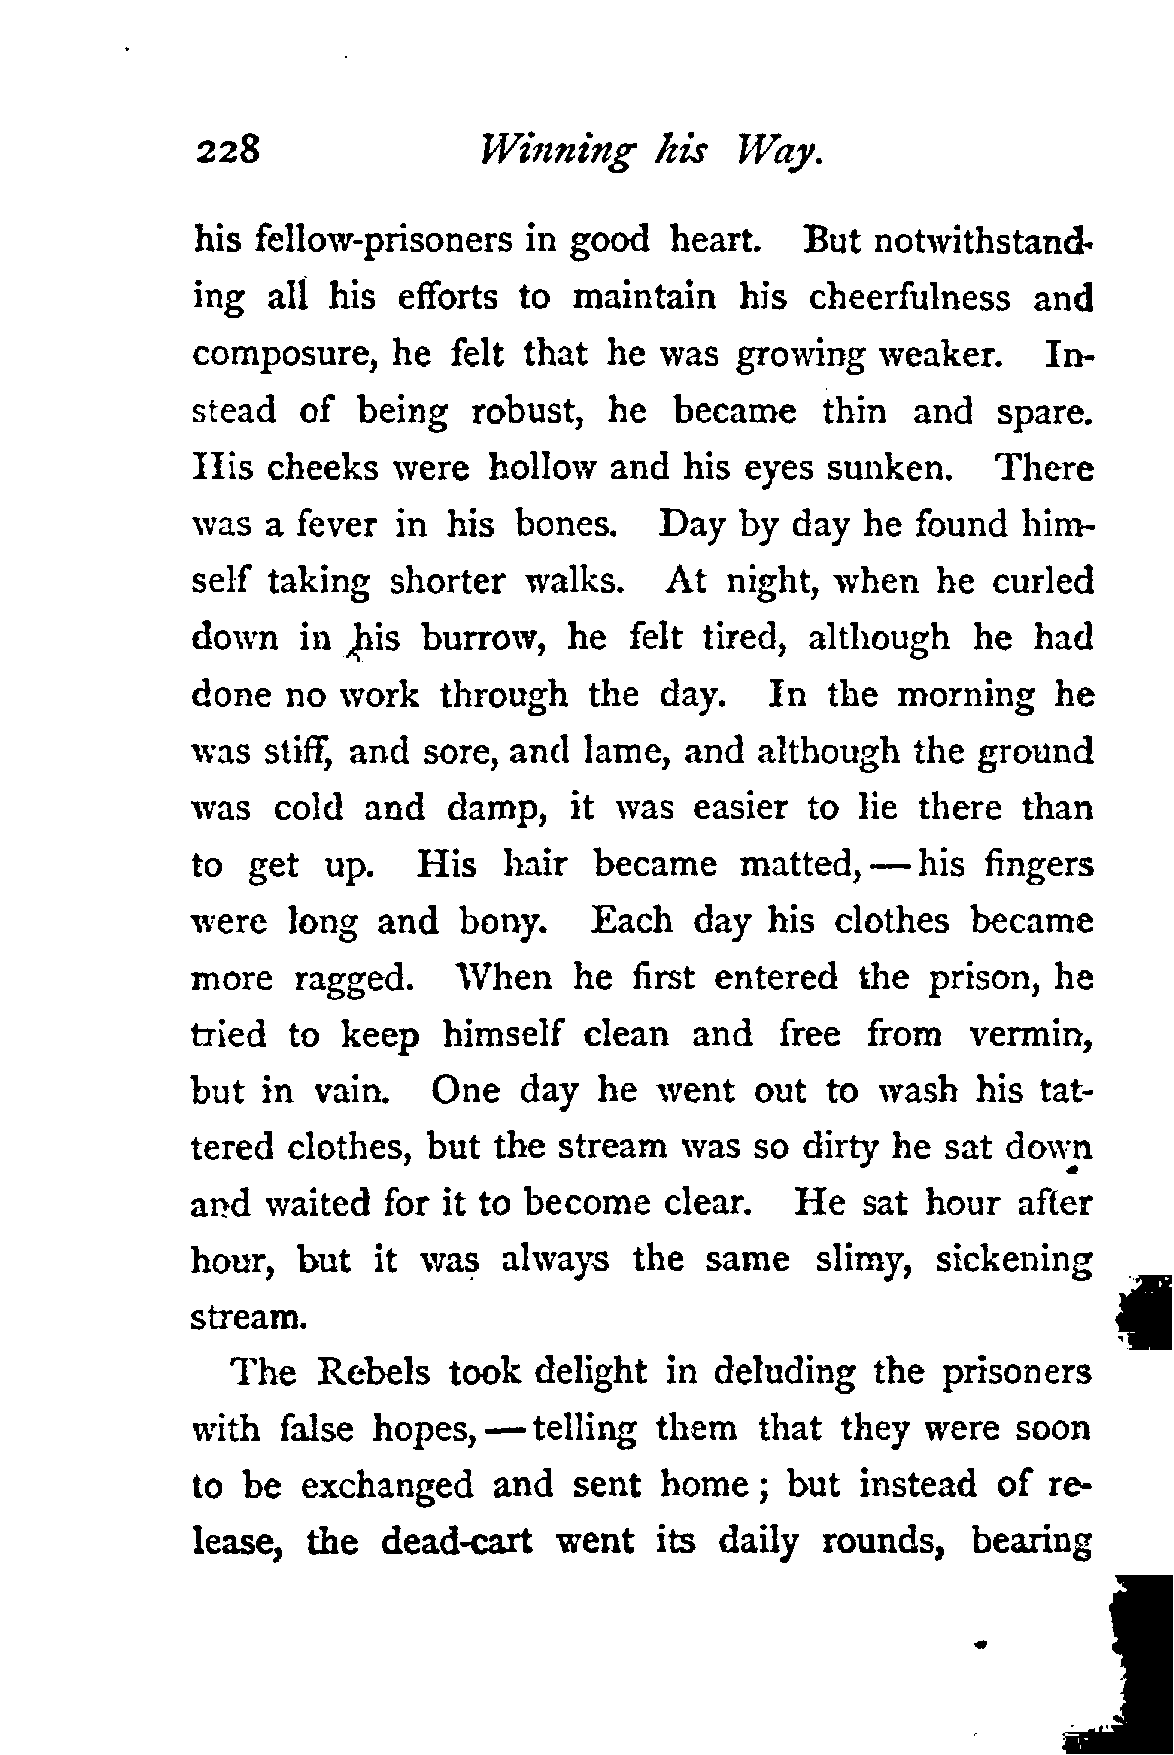 228 Winning his Way.
his fellow-prisoners in good heart. But notwithstand-
ing all his efforts to maintain his cheerfulness and
composure, he felt that he was growing weaker. In-
stead of being robust, he became thin and spare.
His cheeks were hollow and his eyes sunken. There
was a fever in his bones. Day by day he found him-
self taking shorter walks. At night, when he curled
down in his burrow, he felt tired, although he had
done no work through the day. In the morning he
was stiff, and sore, and lame, and although the ground
was cold and damp, it was easier to lie there than
to get up. His hair became matted, — his fingers
were long and bony. Each day his clothes became
more ragged. When he first entered the prison, he
tried to keep himself clean and free from vermin,
but in vain. One day he went out to wash his tat-
tered clothes, but the stream was so dirty he sat down
and waited for it to become clear. He sat hour after
hour, but it was always the same slimy, sickening
stream.
The Rebels took delight in deluding the prisoners
with false hopes, — telling them that they were soon
to be exchanged and sent home; but instead of re-
lease, the dead-cart went its daily rounds, bearing